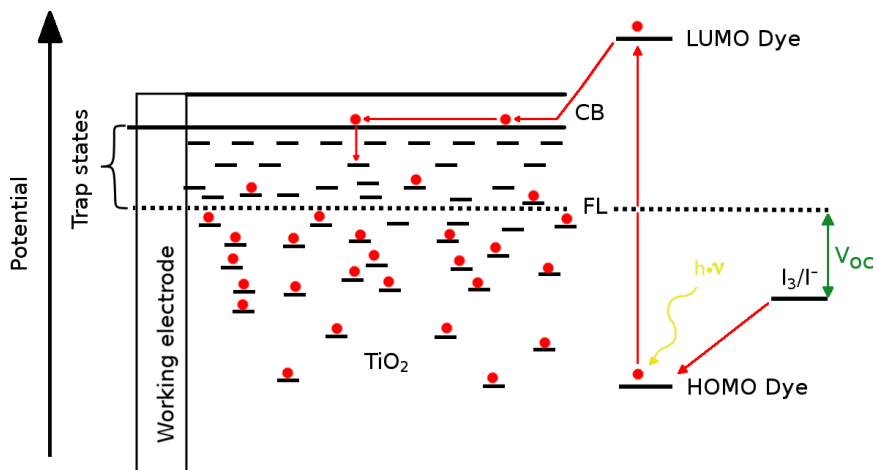 Potential
Trap states
Working electrode
LUMO Dye
CB
FL
h•ν
I₃/I⁻
V_OC
TiO₂
HOMO Dye